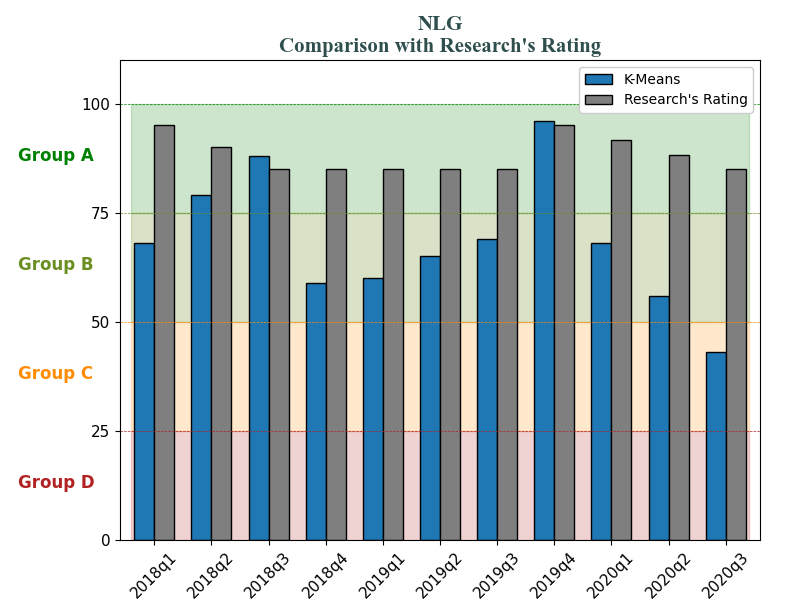 NLG
Comparison with Research's Rating
K-Means
Research's Rating
100
Group A
75
Group B
50
Group C
25
Group D
0
2018q1
2018q2
2018q3
2018q4
2019q1
2019q2
2019q3
2019q4
2020q1
2020q2
2020q3